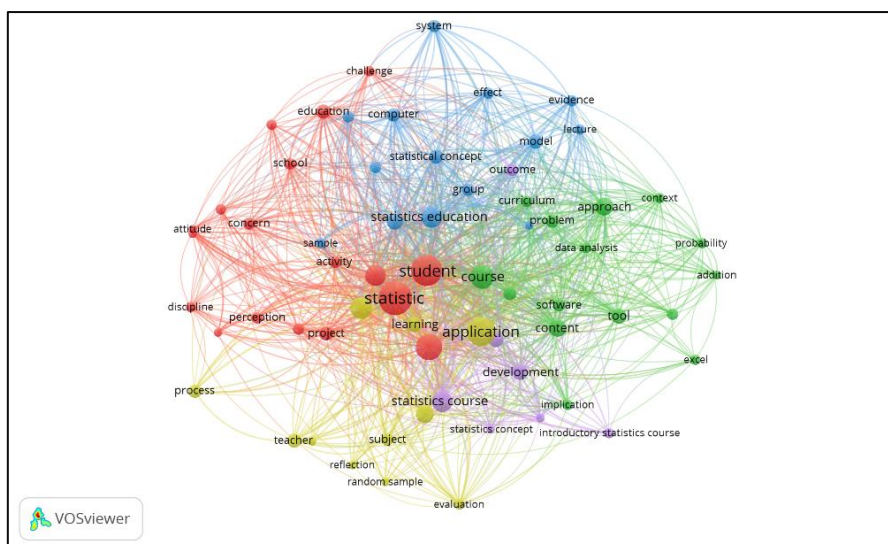 system
challenge
effect
evidence
education
computer
lecture
model
statistical concept
school
outcome
group
curriculum
context
approach
statistics education
problem
attitude
concern
sample
data analysis
probability
activity
student
course
addition
statistic
discipline
software
perception
learning
application
tool
project
content
excel
development
process
statistics course
implication
statistics concept
introductory statistics course
teacher
subject
reflection
random sample
evaluation
VOSviewer